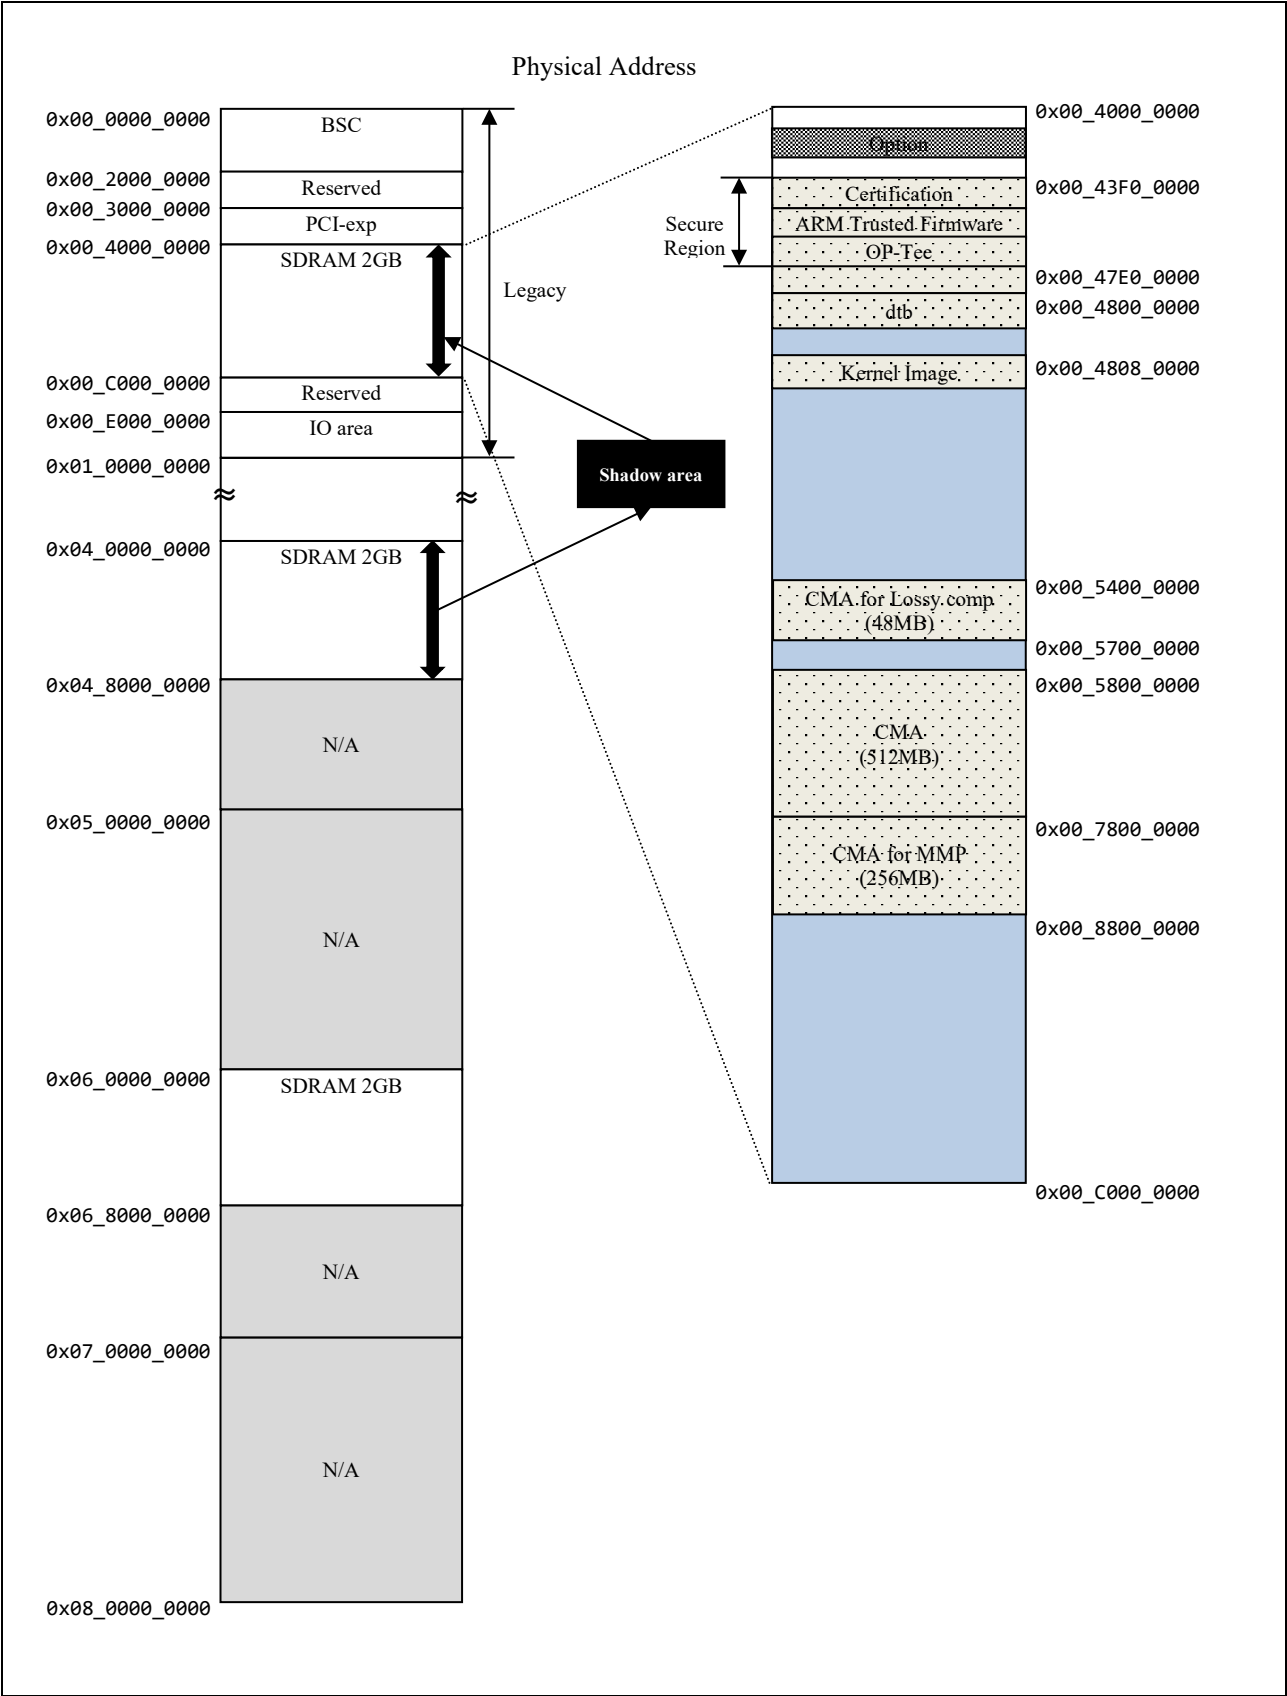 Physical Address
0x00_0000_0000
BSC
0x00_2000_0000
Reserved
0x00_3000_0000
PCI-exp
0x00_4000_0000
SDRAM 2GB
Legacy
0x00_C000_0000
Reserved
0x00_E000_0000
IO area
0x01_0000_0000
≈
≈
Shadow area
0x04_0000_0000
SDRAM 2GB
0x04_8000_0000
N/A
0x05_0000_0000
N/A
0x06_0000_0000
SDRAM 2GB
0x06_8000_0000
N/A
0x07_0000_0000
N/A
0x08_0000_0000
0x00_4000_0000
Option
Secure
Region
Certification
0x00_43F0_0000
ARM Trusted Firmware
OP-Tee
0x00_47E0_0000
dtb
0x00_4800_0000
Kernel Image
0x00_4808_0000
CMA for Lossy comp
(48MB)
0x00_5400_0000
0x00_5700_0000
0x00_5800_0000
CMA
(512MB)
0x00_7800_0000
CMA for MMP
(256MB)
0x00_8800_0000
0x00_C000_0000